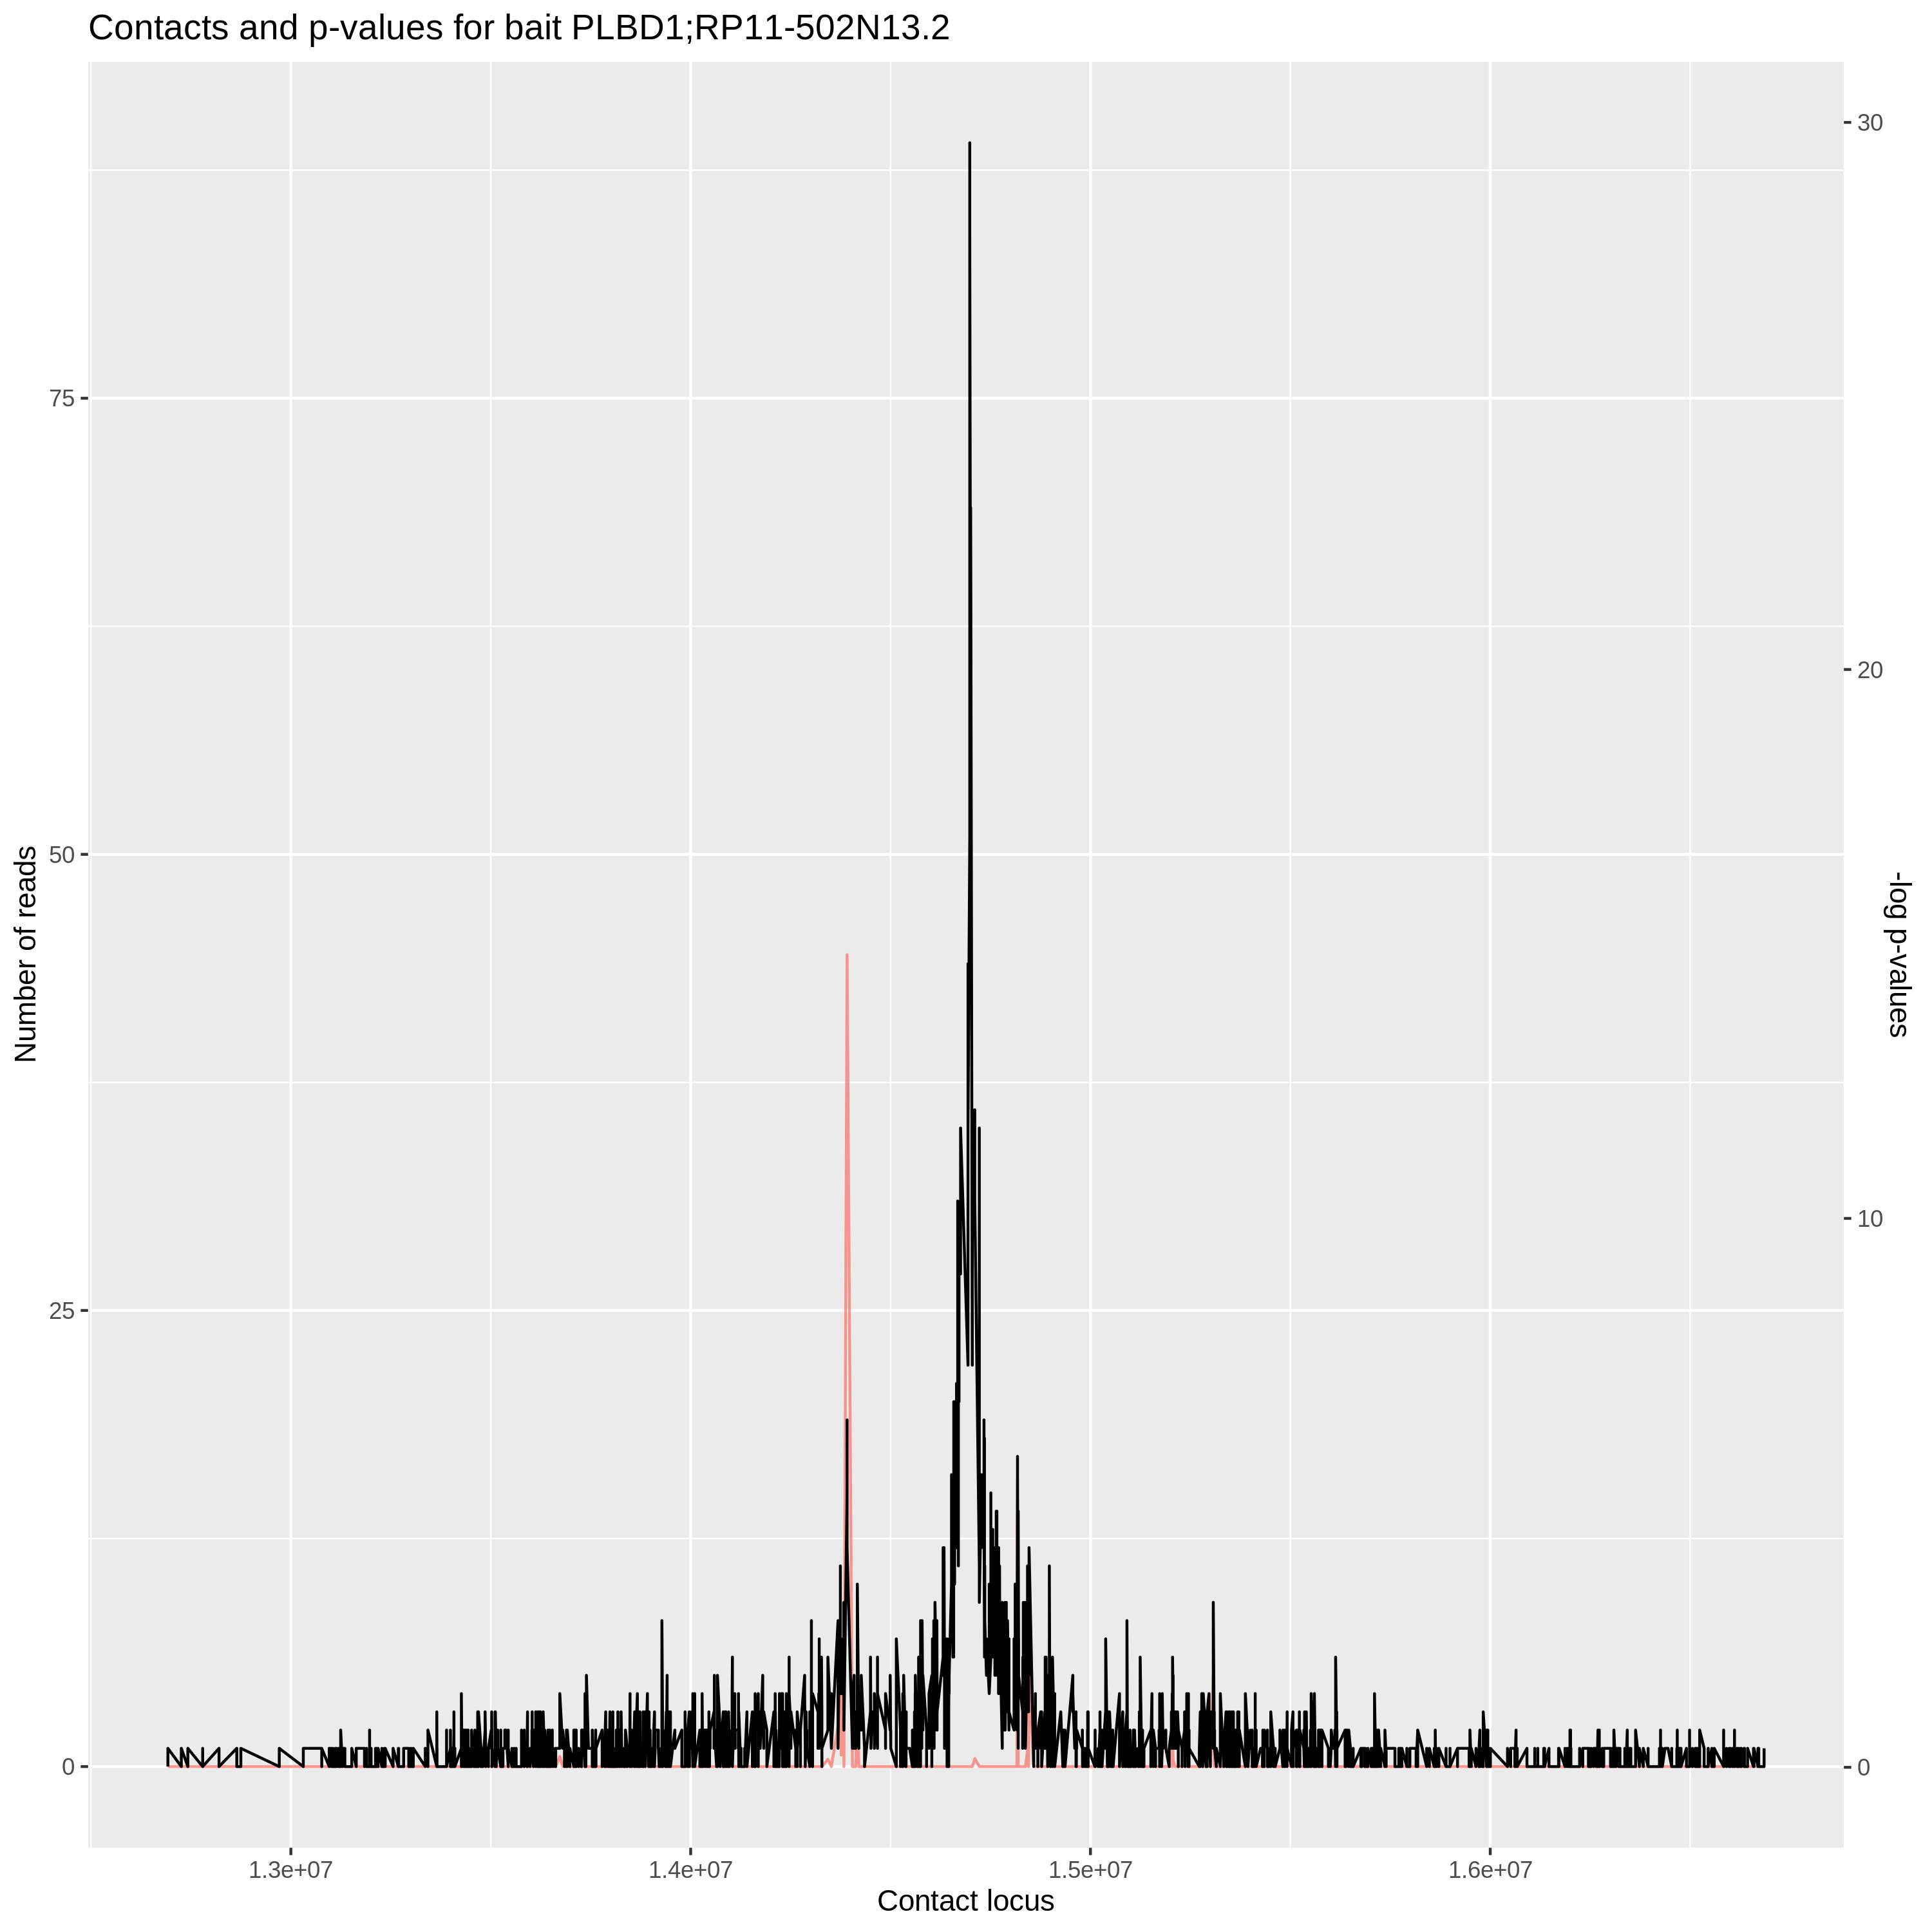 Contacts and p-values for bait PLBD1;RP11-502N13.2
30
75
20
50
Number of reads
-log p-values
10
25
0
0
1.3e+07
1.4e+07
1.5e+07
1.6e+07
Contact locus